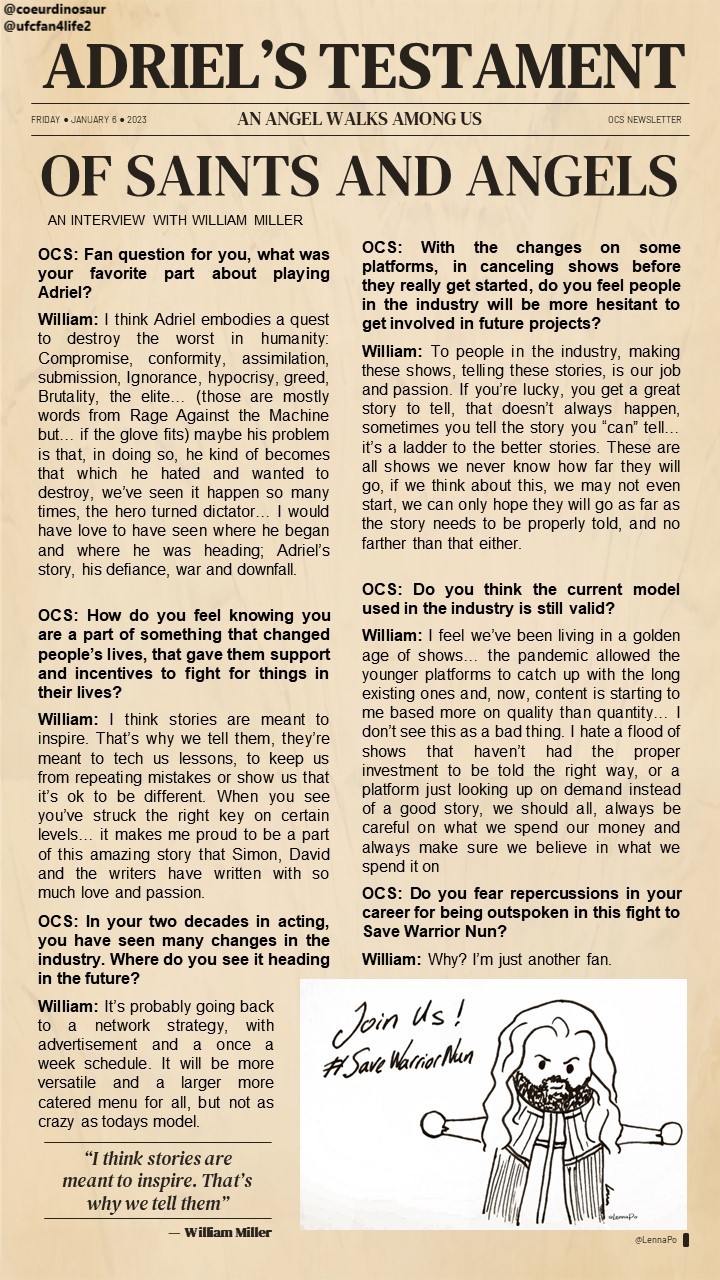 @coeurdinosaur
@ufcfan4life2
ADRIEL'S TESTAMENT
FRIDAY • JANUARY 6 • 2023
AN ANGEL WALKS AMONG US
OCS NEWSLETTER
OF SAINTS AND ANGELS
AN INTERVIEW WITH WILLIAM MILLER
OCS: Fan question for you, what was
your favorite part about playing
Adriel?
William: I think Adriel embodies a quest
to destroy the worst in humanity:
Compromise, conformity, assimilation,
submission, Ignorance, hypocrisy, greed,
Brutality, the elite… (those are mostly
words from Rage Against the Machine
but… if the glove fits) maybe his problem
is that, in doing so, he kind of becomes
that which he hated and wanted to
destroy, we've seen it happen so many
times, the hero turned dictator… I would
have love to have seen where he began
and where he was heading; Adriel's
story, his defiance, war and downfall.
OCS: How do you feel knowing you
are a part of something that changed
people's lives, that gave them support
and incentives to fight for things in
their lives?
William: I think stories are meant to
inspire. That's why we tell them, they're
meant to tech us lessons, to keep us
from repeating mistakes or show us that
it's ok to be different. When you see
you've struck the right key on certain
levels… it makes me proud to be a part
of this amazing story that Simon, David
and the writers have written with so
much love and passion.
OCS: In your two decades in acting,
you have seen many changes in the
industry. Where do you see it heading
in the future?
William: It's probably going back
to a network strategy, with
advertisement and a once a
week schedule. It will be more
versatile and a larger more
catered menu for all, but not as
crazy as todays model.
"I think stories are
meant to inspire. That's
why we tell them"
— William Miller
OCS: With the changes on some
platforms, in canceling shows before
they really get started, do you feel people
in the industry will be more hesitant to
get involved in future projects?
William: To people in the industry, making
these shows, telling these stories, is our job
and passion. If you're lucky, you get a great
story to tell, that doesn't always happen,
sometimes you tell the story you "can" tell…
it's a ladder to the better stories. These are
all shows we never know how far they will
go, if we think about this, we may not even
start, we can only hope they will go as far as
the story needs to be properly told, and no
farther than that either.
OCS: Do you think the current model
used in the industry is still valid?
William: I feel we've been living in a golden
age of shows… the pandemic allowed the
younger platforms to catch up with the long
existing ones and, now, content is starting to
me based more on quality than quantity… I
don't see this as a bad thing. I hate a flood of
shows that haven't had the proper
investment to be told the right way, or a
platform just looking up on demand instead
of a good story, we should all, always be
careful on what we spend our money and
always make sure we believe in what we
spend it on
OCS: Do you fear repercussions in your
career for being outspoken in this fight to
Save Warrior Nun?
William: Why? I'm just another fan.
Join Us!
#SaveWarriorNun
@LennaPo
@LennaPo